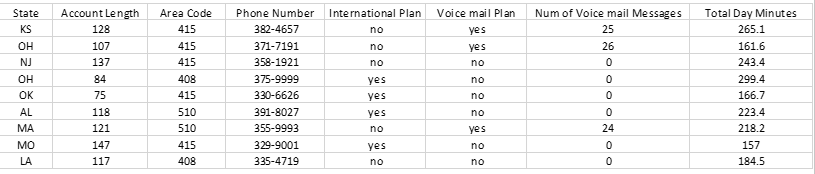 State Account Length Area Code Phone Number International Plan Voice mail Plan Num of Voice mail Messages Total Day Minutes
KS 128 415 382-4657 no yes 25 265.1
OH 107 415 371-7191 no yes 26 161.6
NJ 137 415 358-1921 no no 0 243.4
OH 84 408 375-9999 yes no 0 299.4
OK 75 415 330-6626 yes no 0 166.7
AL 118 510 391-8027 yes no 0 223.4
MA 121 510 355-9993 no yes 24 218.2
MO 147 415 329-9001 yes no 0 157
LA 117 408 335-4719 no no 0 184.5